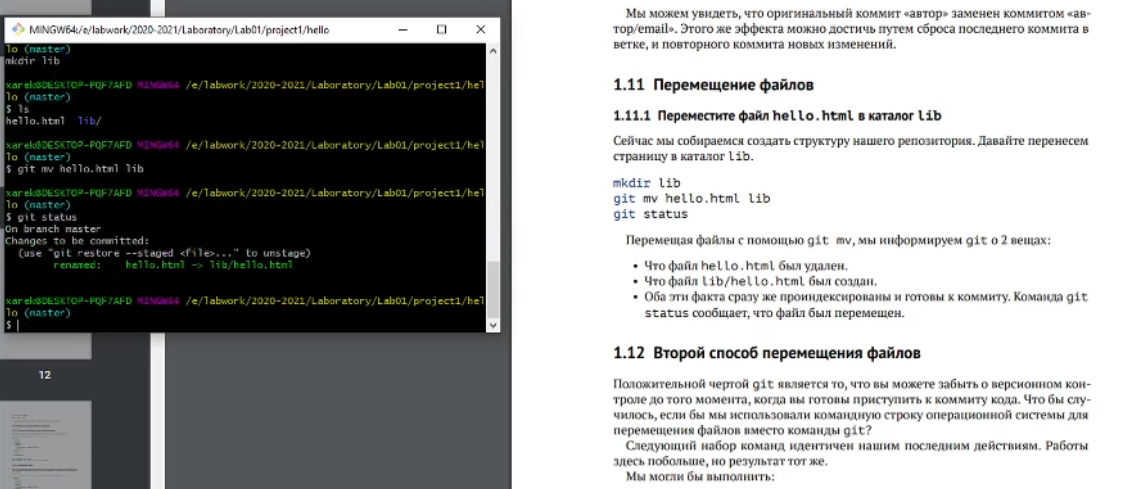 MINGW64:/e/labwork/2020-2021/Laboratory/Lab01/project1/hello
lo (master)
mkdir lib
xarek@DESKTOP-PQF7AFD MINGW64 /e/labwork/2020-2021/Laboratory/Lab01/project1/hel
lo (master)
$ ls
hello.html lib/
xarek@DESKTOP-PQF7AFD MINGW64 /e/labwork/2020-2021/Laboratory/Lab01/project1/hel
lo (master)
$ git mv hello.html lib
xarek@DESKTOP-PQF7AFD MINGW64 /e/labwork/2020-2021/Laboratory/Lab01/project1/hel
lo (master)
$ git status
On branch master
Changes to be committed:
(use "git restore --staged <file>..." to unstage)
renamed: hello.html -> lib/hello.html
xarek@DESKTOP-PQF7AFD MINGW64 /e/labwork/2020-2021/Laboratory/Lab01/project1/hel
lo (master)
$
12
Мы можем увидеть, что оригинальный коммит «автор» заменен коммитом «ав-
тор/email». Этого же эффекта можно достичь путем сброса последнего коммита в
ветке, и повторного коммита новых изменений.
1.11 Перемещение файлов
1.11.1 Переместите файл hello.html в каталог lib
Сейчас мы собираемся создать структуру нашего репозитория. Давайте перенесем
страницу в каталог lib.
mkdir lib
git mv hello.html lib
git status
Перемещая файлы с помощью git mv, мы информируем git о 2 вещах:
• Что файл hello.html был удален.
• Что файл lib/hello.html был создан.
• Оба эти факта сразу же проиндексированы и готовы к коммиту. Команда git
status сообщает, что файл был перемещен.
1.12 Второй способ перемещения файлов
Положительной чертой git является то, что вы можете забыть о версионном кон-
троле до того момента, когда вы готовы приступить к коммиту кода. Что бы слу-
чилось, если бы мы использовали командную строку операционной системы для
перемещения файлов вместо команды git?
Следующий набор команд идентичен нашим последним действиям. Работы
здесь побольше, но результат тот же.
Мы могли бы выполнить: